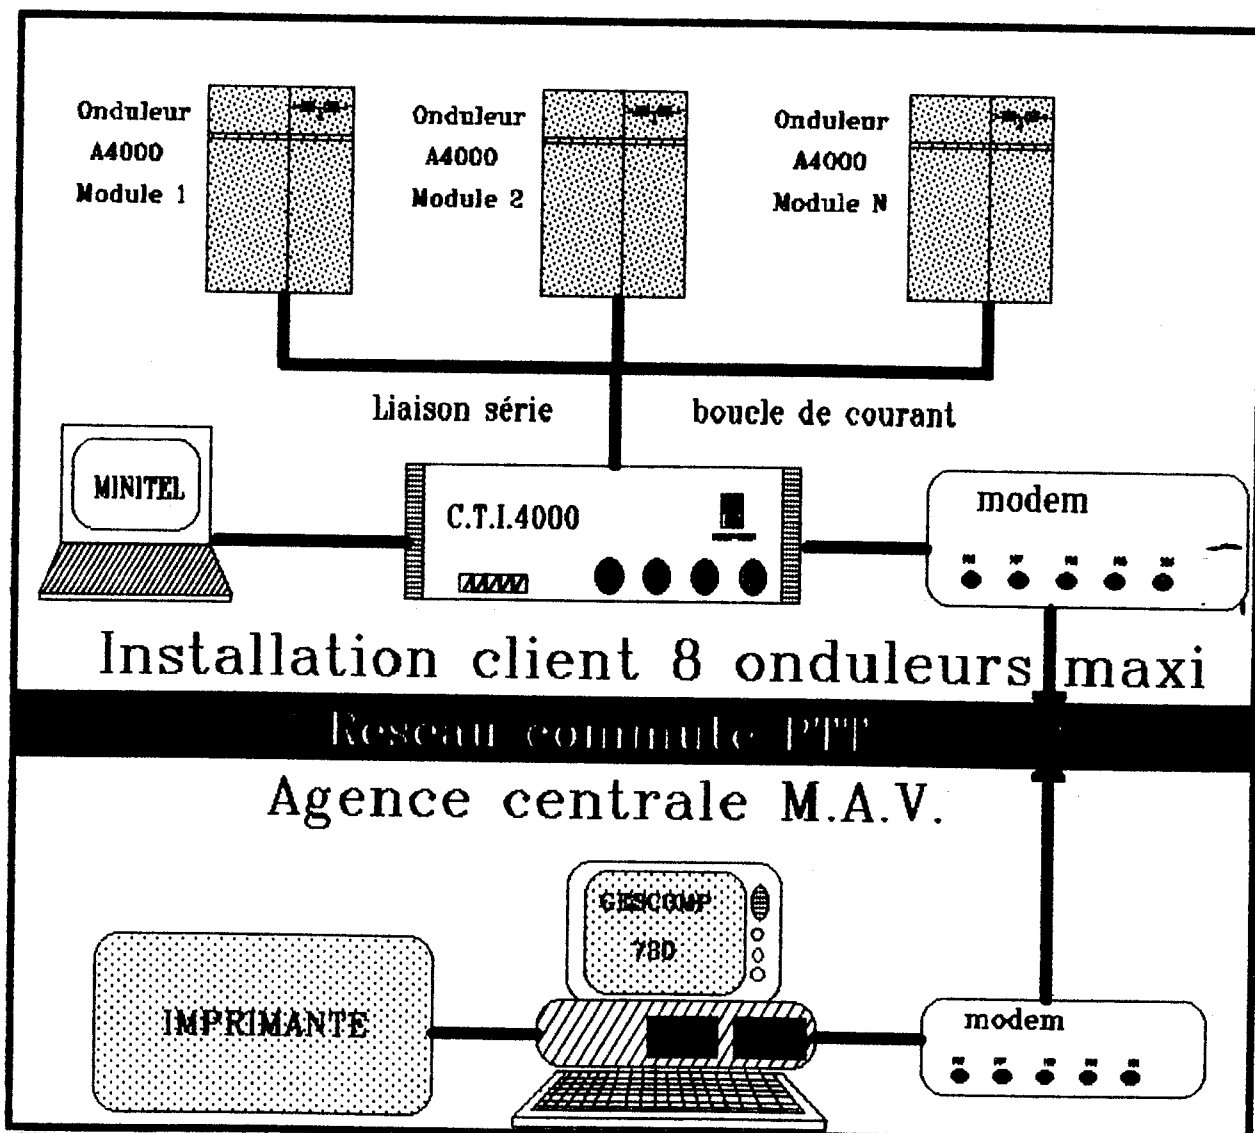 Onduleur
A4000
Module 1
Onduleur
A4000
Module 2
Onduleur
A4000
Module N
Liaison série
boucle de courant
MINITEL
C.T.I.4000
modem
Installation client 8 onduleurs maxi
Reseau commute PTT
Agence centrale M.A.V.
GESCOMP
780
IMPRIMANTE
modem